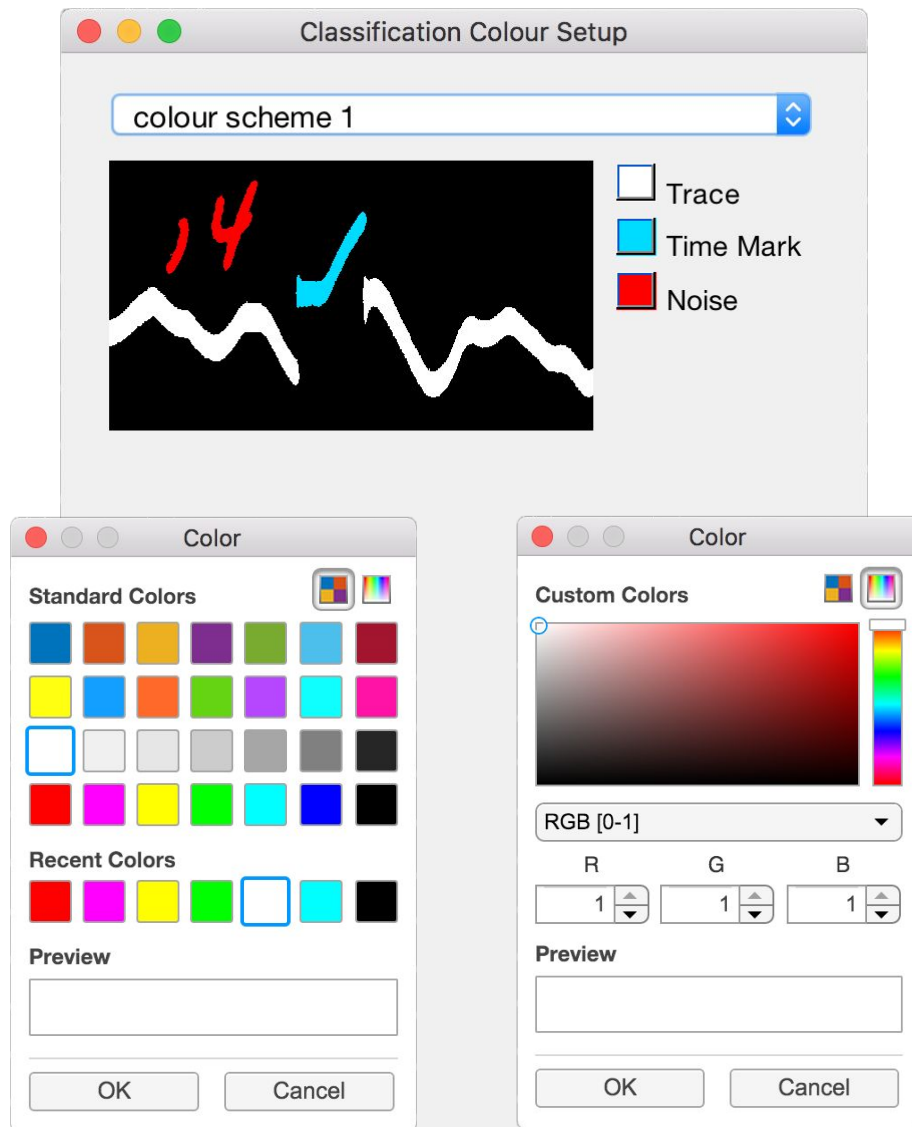 Classification Colour Setup
colour scheme 1
,14
Trace
Time Mark
Noise
Color
Standard Colors
Recent Colors
Preview
OK Cancel
Color
Custom Colors
RGB [0-1]
R G B
1 1 1
Preview
OK Cancel